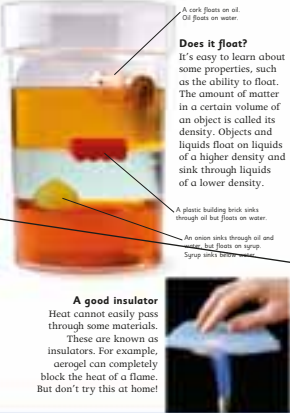 A cork floats on oil.
Oil floats on water.
Does it float?
It's easy to learn about
some properties, such
as the ability to float.
The amount of matter
in a certain volume of
an object is called its
density. Objects and
liquids float on liquids
of a higher density and
sink through liquids
of a lower density.
A plastic building brick sinks
through oil but floats on water.
An onion sinks through oil and
water, but floats on syrup.
Syrup sinks below water.
A good insulator
Heat cannot easily pass
through some materials.
These are known as
insulators. For example,
aerogel can completely
block the heat of a flame.
But don't try this at home!